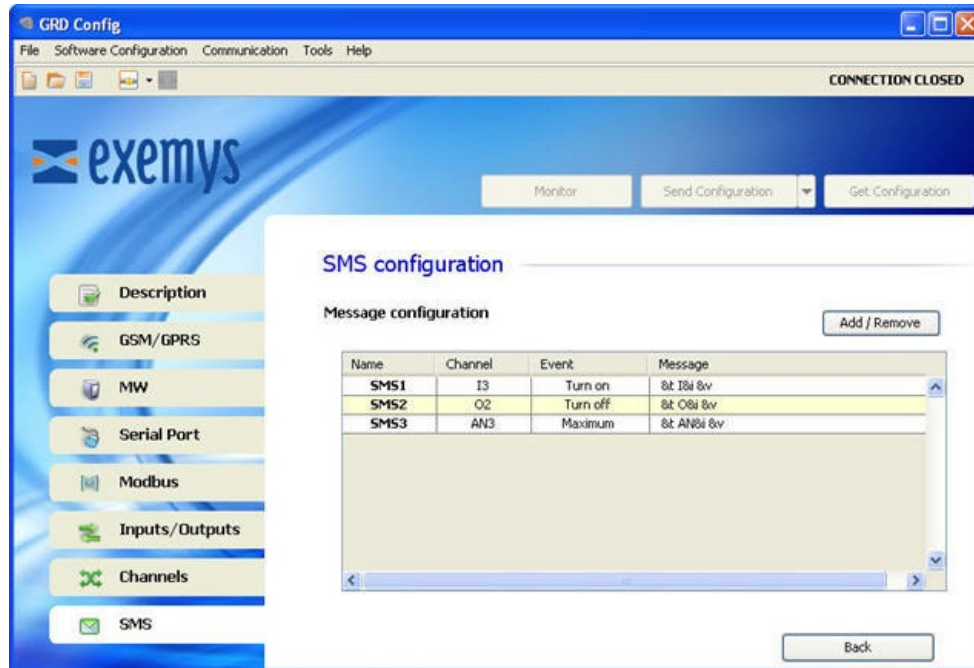 GRD Config
File Software Configuration Communication Tools Help
CONNECTION CLOSED
exemys
Monitor Send Configuration Get Configuration
SMS configuration
Message configuration
Add / Remove
Name Channel Event Message
SMS1 I3 Turn on &t I&i &v
SMS2 O2 Turn off &t O&i &v
SMS3 AN3 Maximum &t AN&i &v
Description
GSM/GPRS
MW
Serial Port
Modbus
Inputs/Outputs
Channels
SMS
Back